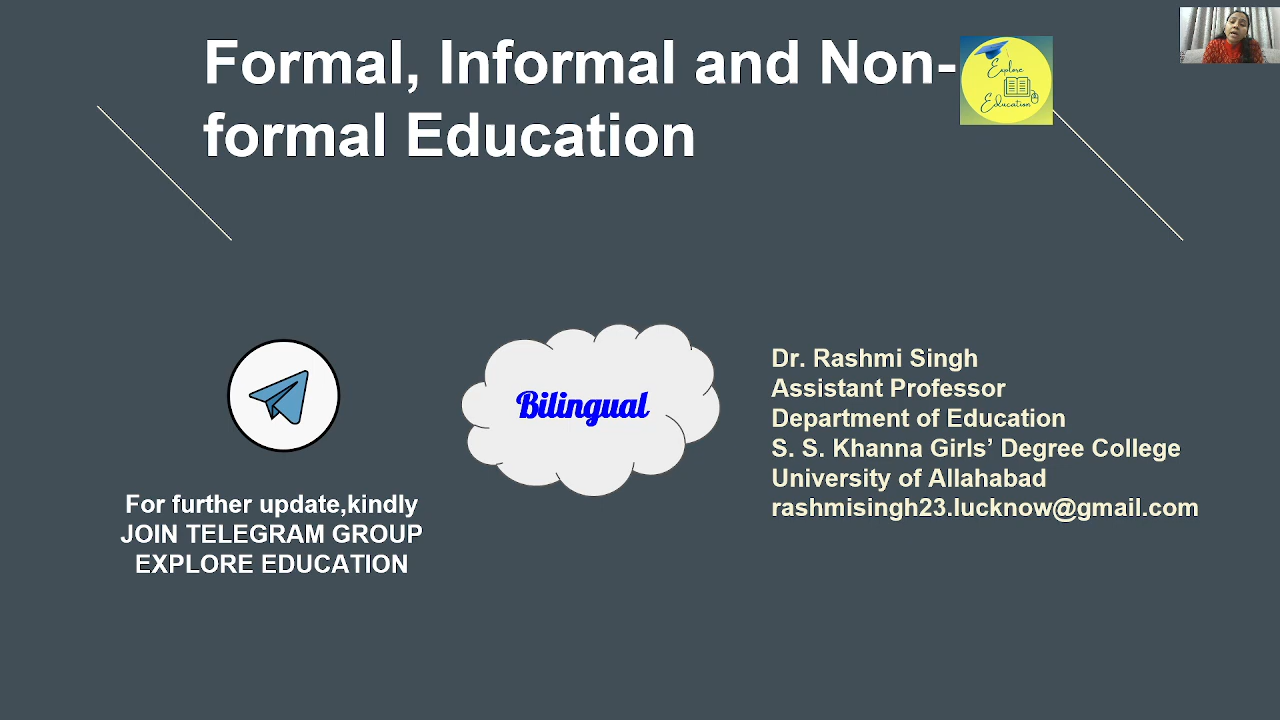 Formal, Informal and Non-
formal Education
Explore
Education
Bilingual
Dr. Rashmi Singh
Assistant Professor
Department of Education
S. S. Khanna Girls’ Degree College
University of Allahabad
rashmisingh23.lucknow@gmail.com
For further update,kindly
JOIN TELEGRAM GROUP
EXPLORE EDUCATION